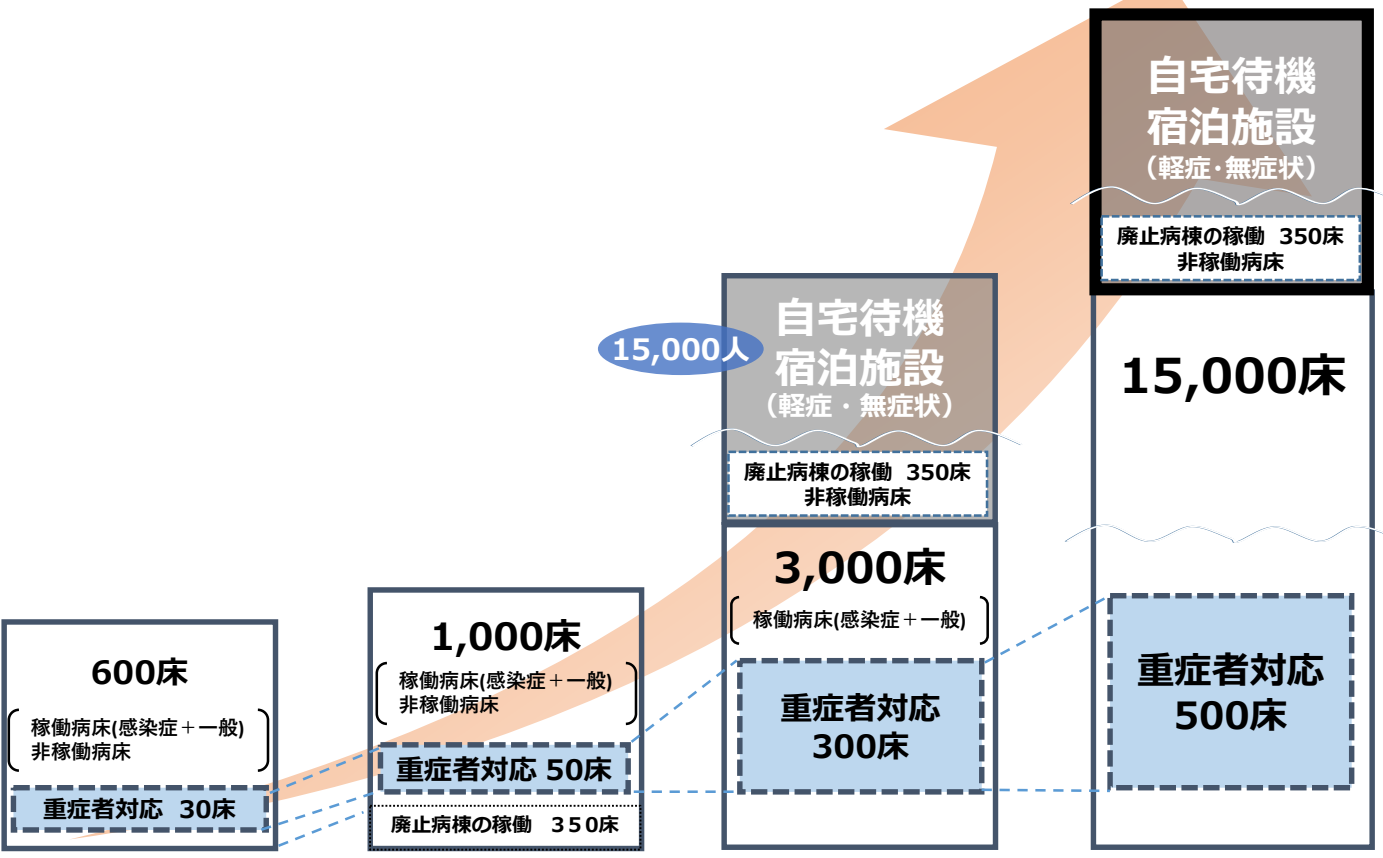 600床
稼働病床(感染症＋一般)
非稼働病床
重症者対応 30床
1,000床
稼働病床(感染症＋一般)
非稼働病床
重症者対応 50床
廃止病棟の稼働 350床
15,000人
自宅待機
宿泊施設
（軽症・無症状）
廃止病棟の稼働 350床
非稼働病床
3,000床
稼働病床(感染症＋一般)
重症者対応
300床
自宅待機
宿泊施設
（軽症・無症状）
廃止病棟の稼働 350床
非稼働病床
15,000床
重症者対応
500床